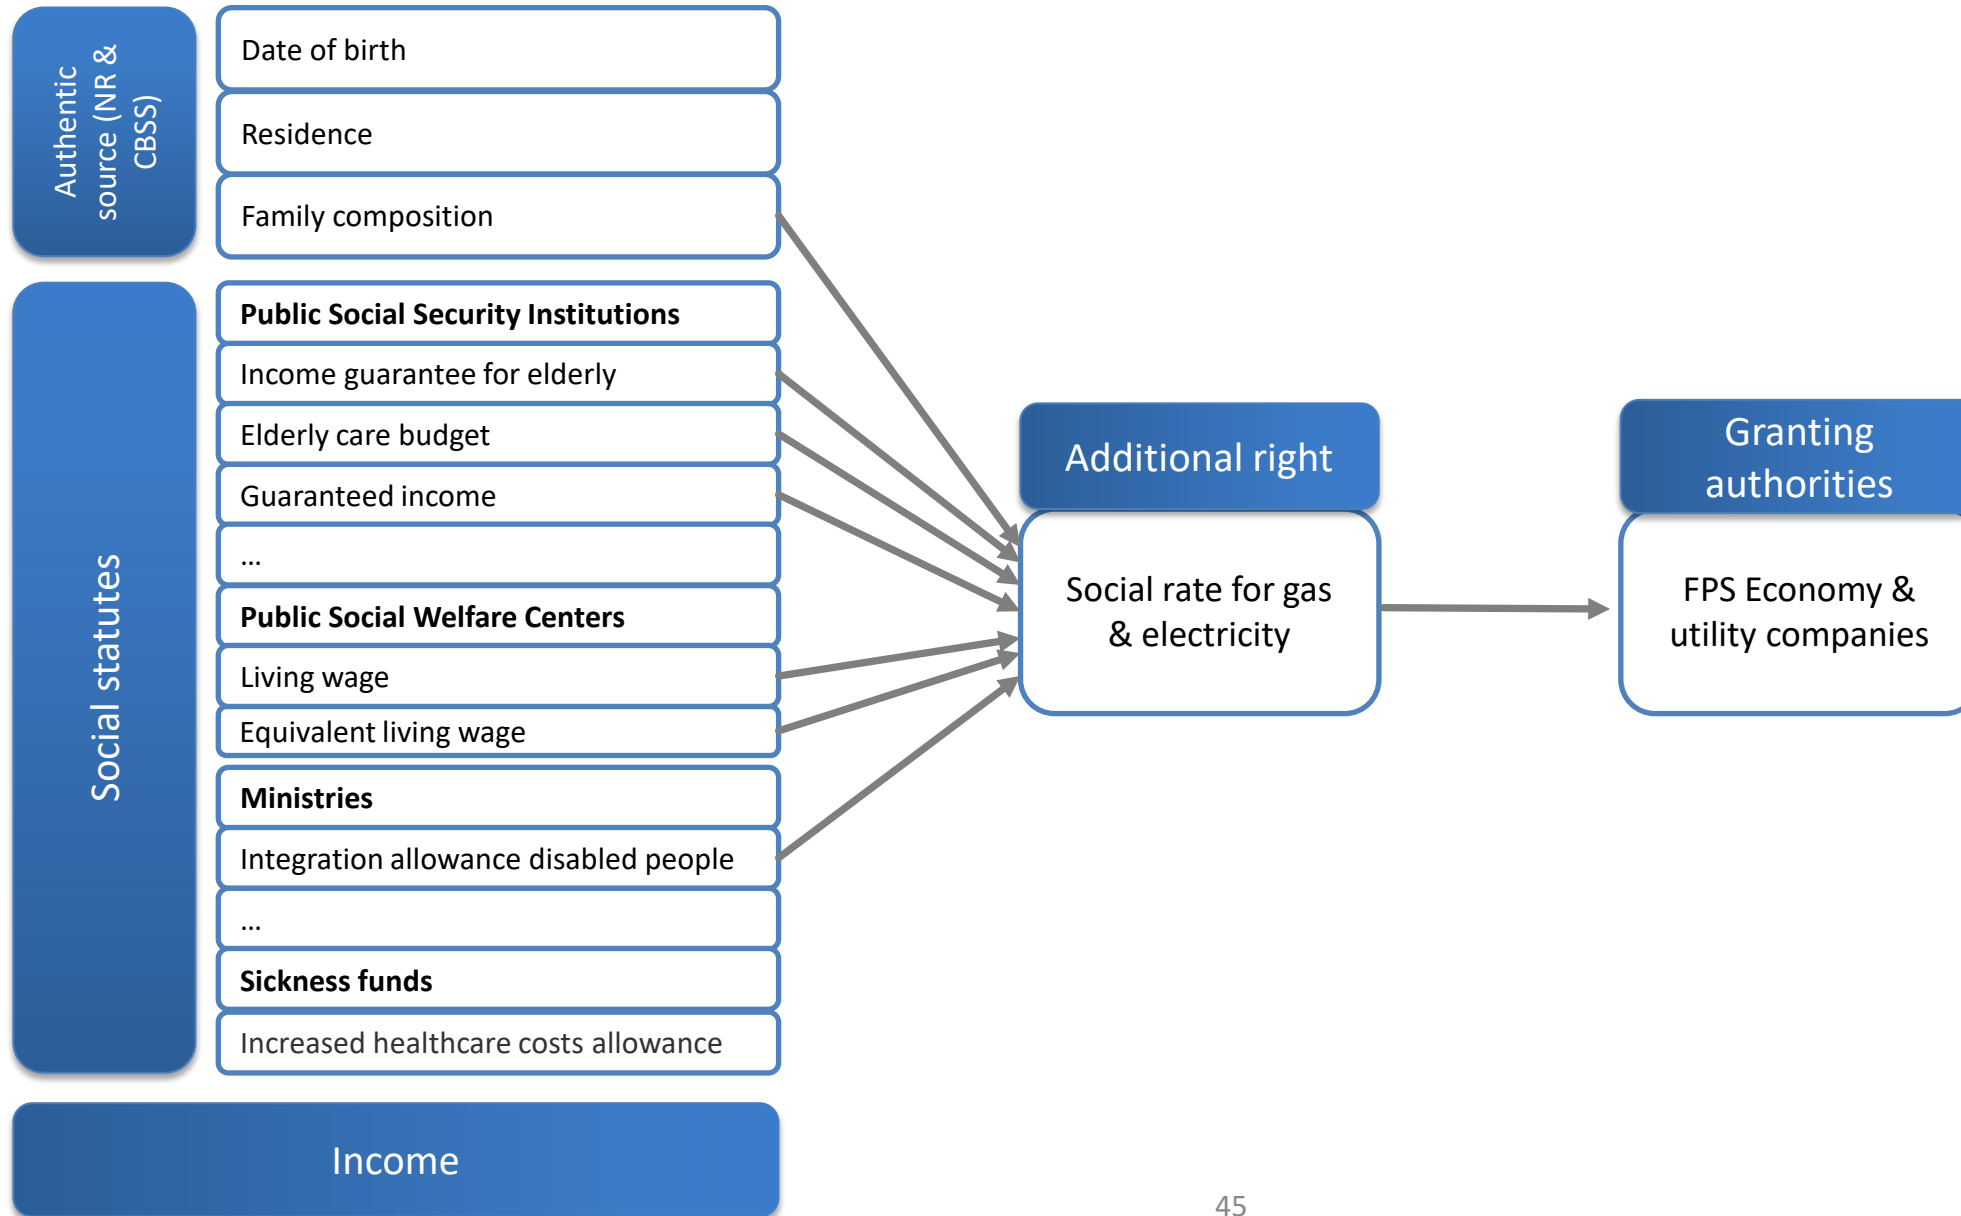 Authentic
source (NR &
CBSS)
Date of birth
Residence
Family composition
Social statutes
Public Social Security Institutions
Income guarantee for elderly
Elderly care budget
Guaranteed income
...
Public Social Welfare Centers
Living wage
Equivalent living wage
Ministries
Integration allowance disabled people
...
Sickness funds
Increased healthcare costs allowance
Income
Additional right
Social rate for gas
& electricity
Granting
authorities
FPS Economy &
utility companies
45